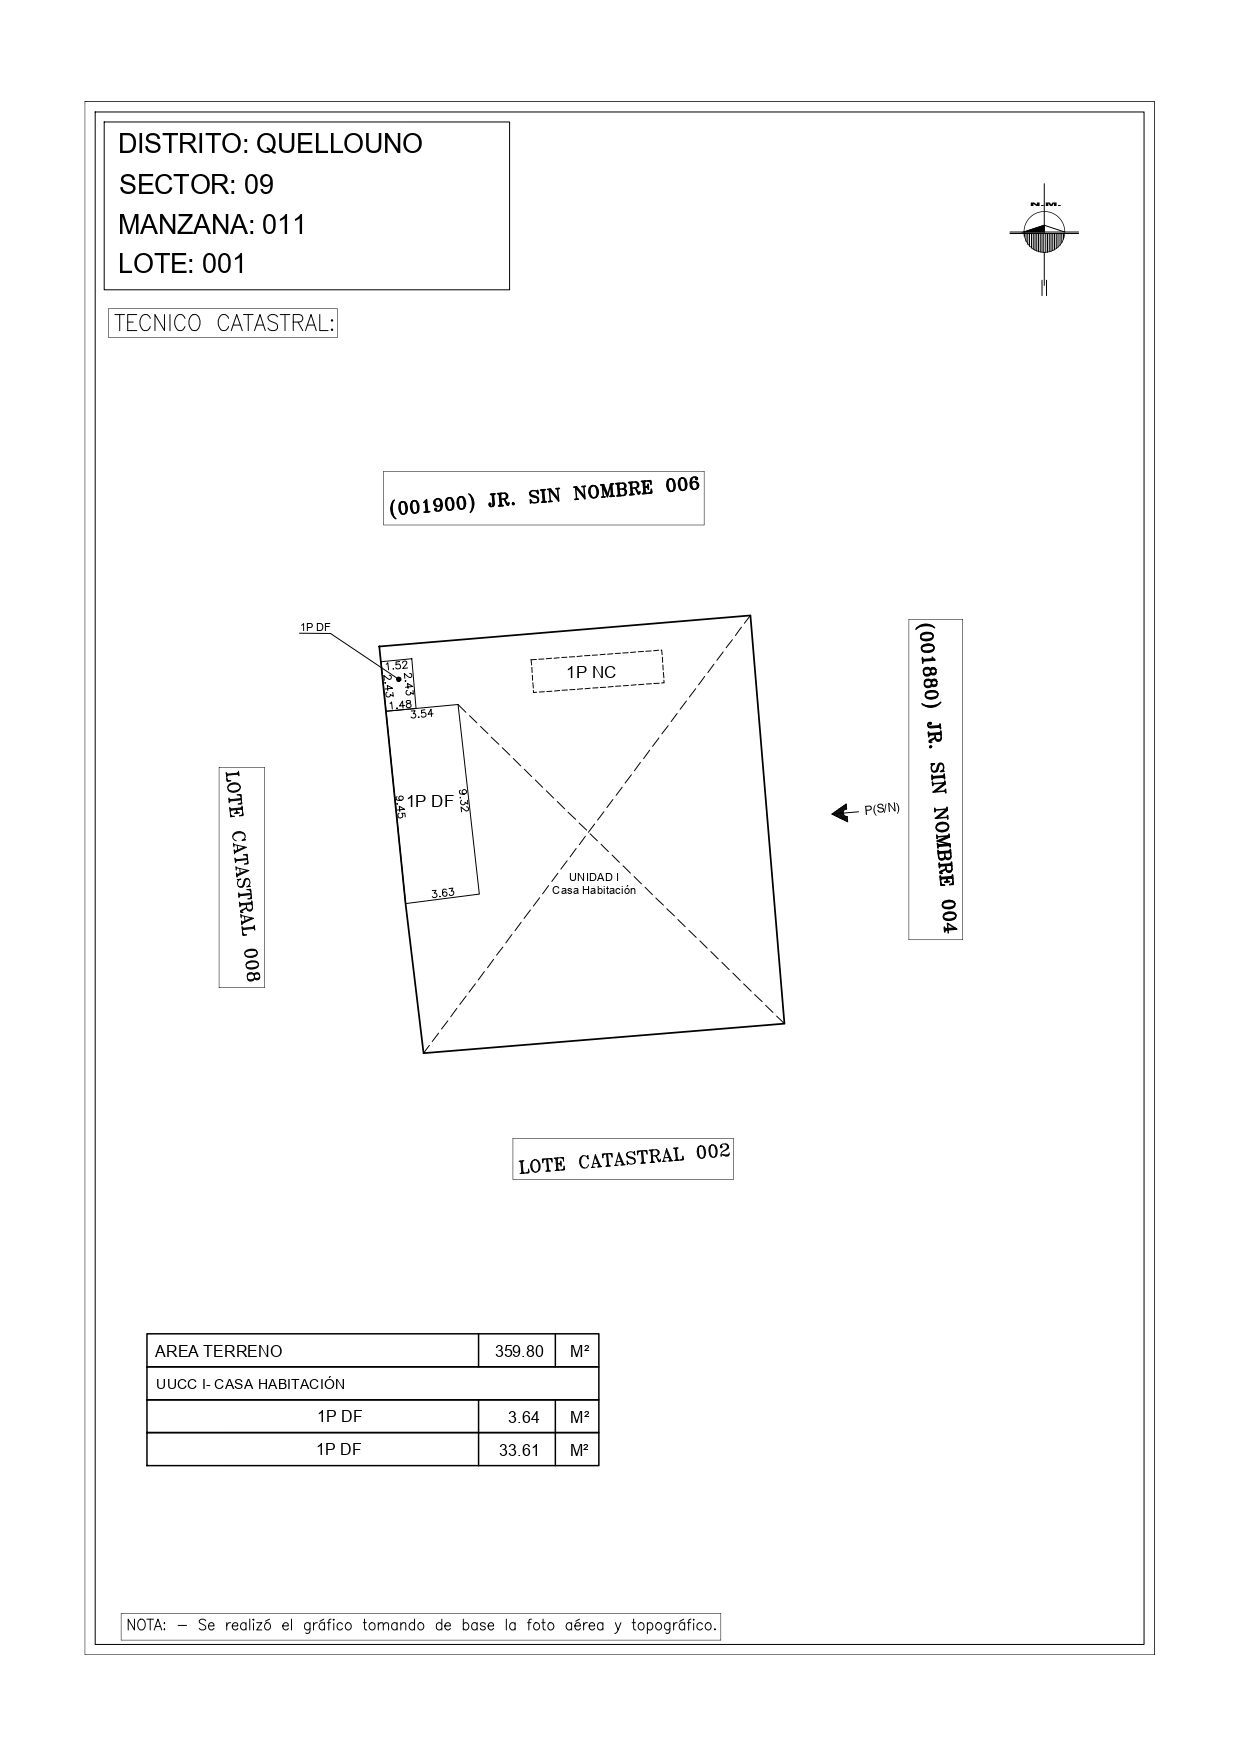 DISTRITO: QUELLOUNO
SECTOR: 09
MANZANA: 011
LOTE: 001
N.M.
TECNICO CATASTRAL:
(001900) JR. SIN NOMBRE 006
1P DF
1.52
2.43
2.43
1.48
3.54
1P NC
(001880) JR. SIN NOMBRE 004
LOTE CATASTRAL 008
9.45
1P DF
9.32
P(S/N)
UNIDAD I
Casa Habitación
3.63
LOTE CATASTRAL 002
AREA TERRENO 359.80 M²
UUCC I- CASA HABITACIÓN
1P DF 3.64 M²
1P DF 33.61 M²
NOTA: - Se realizó el gráfico tomando de base la foto aérea y topográfico.